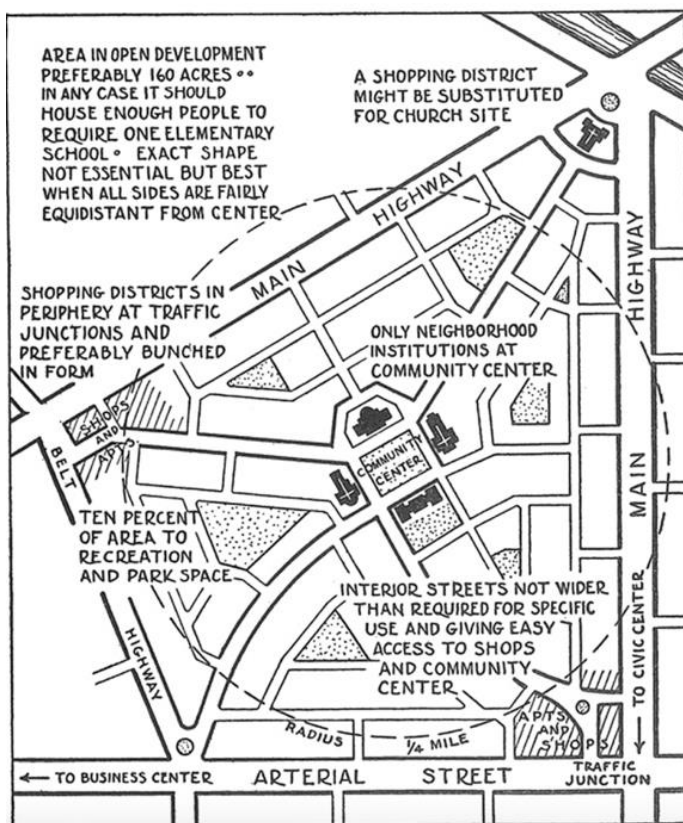 AREA IN OPEN DEVELOPMENT
PREFERABLY 160 ACRES••
IN ANY CASE IT SHOULD
HOUSE ENOUGH PEOPLE TO
REQUIRE ONE ELEMENTARY
SCHOOL• EXACT SHAPE
NOT ESSENTIAL BUT BEST
WHEN ALL SIDES ARE FAIRLY
EQUIDISTANT FROM CENTER
A SHOPPING DISTRICT
MIGHT BE SUBSTITUTED
FOR CHURCH SITE
MAIN HIGHWAY
SHOPPING DISTRICTS IN
PERIPHERY AT TRAFFIC
JUNCTIONS AND
PREFERABLY BUNCHED
IN FORM
ONLY NEIGHBORHOOD
INSTITUTIONS AT
COMMUNITY CENTER
MAIN HIGHWAY
SHOPS
AND
APTS.
COMMUNITY
CENTER
BELT HIGHWAY
TEN PERCENT
OF AREA TO
RECREATION
AND PARK SPACE
INTERIOR STREETS NOT WIDER
THAN REQUIRED FOR SPECIFIC
USE AND GIVING EASY
ACCESS TO SHOPS
AND COMMUNITY
CENTER
TO CIVIC CENTER
APTS
AND
SHOPS
RADIUS 1/4 MILE
TRAFFIC
JUNCTION
← TO BUSINESS CENTER
ARTERIAL STREET